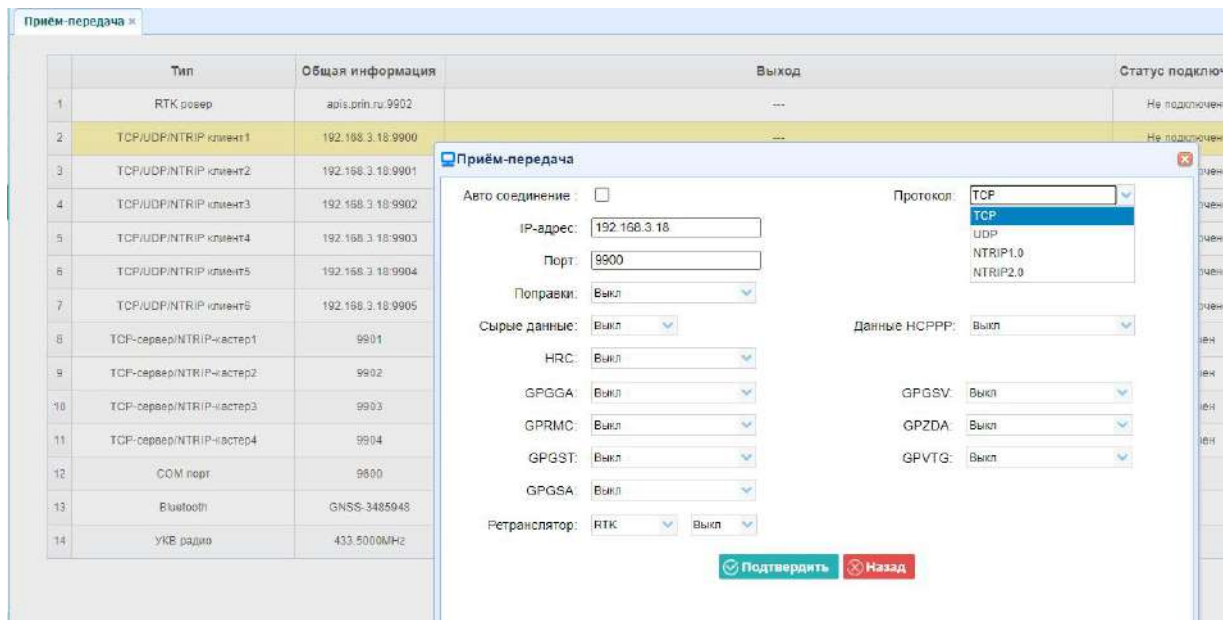 Приём-передача ×
Тип Общая информация Выход Статус подключ
1 RTK ровер apis.prin.ru:9902 --- Не подключен
2 TCP/UDP/NTRIP клиент1 192.168.3.18:9900 --- Не подключен
3 TCP/UDP/NTRIP клиент2 192.168.3.18:9901
4 TCP/UDP/NTRIP клиент3 192.168.3.18:9902
5 TCP/UDP/NTRIP клиент4 192.168.3.18:9903
6 TCP/UDP/NTRIP клиент5 192.168.3.18:9904
7 TCP/UDP/NTRIP клиент6 192.168.3.18:9905
8 TCP-сервер/NTRIP-кастер1 9901
9 TCP-сервер/NTRIP-кастер2 9902
10 TCP-сервер/NTRIP-кастер3 9903
11 TCP-сервер/NTRIP-кастер4 9904
12 COM порт 9600
13 Bluetooth GNSS-3485948
14 УКВ радио 433.5000MHz
Приём-передача
Авто соединение : Протокол: TCP
TCP
UDP
NTRIP1.0
NTRIP2.0
IP-адрес: 192.168.3.18
Порт: 9900
Поправки: Выкл
Сырые данные: Выкл Данные HCPPP: Выкл
HRC: Выкл
GPGGA: Выкл GPGSV: Выкл
GPRMC: Выкл GPZDA: Выкл
GPGST: Выкл GPVTG: Выкл
GPGSA: Выкл
Ретранслятор: RTK Выкл
Подтвердить Назад